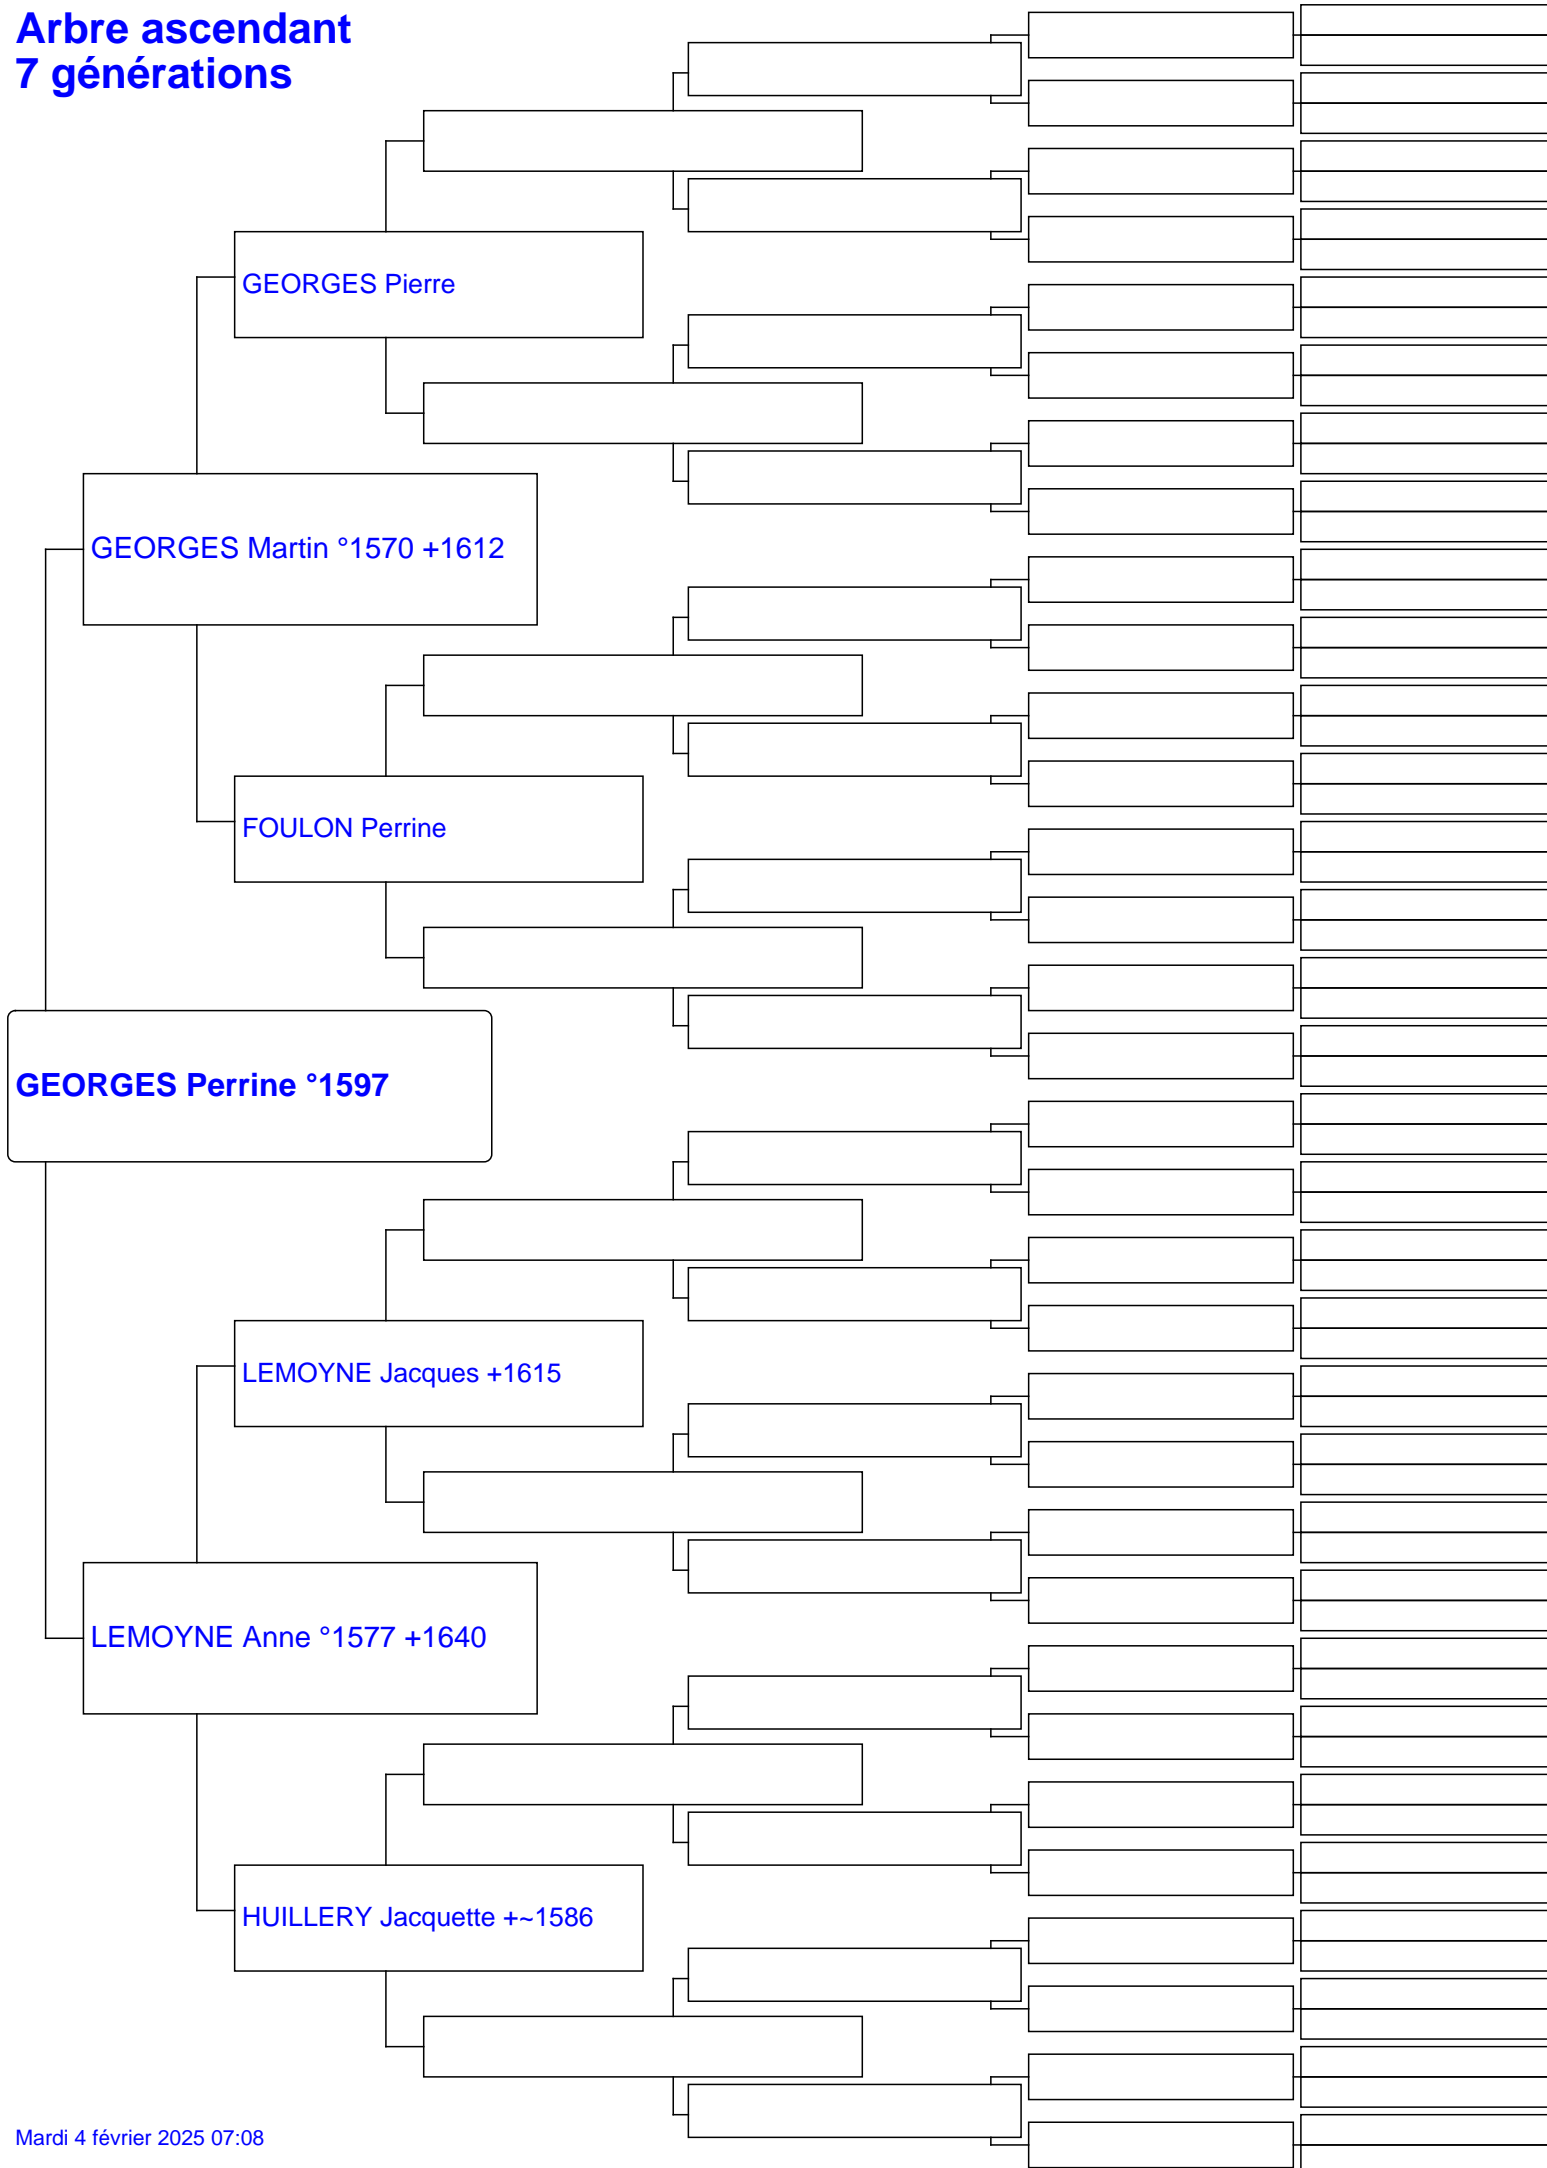 Arbre ascendant
7 générations
GEORGES Pierre
GEORGES Martin °1570 +1612
FOULON Perrine
GEORGES Perrine °1597
LEMOYNE Jacques +1615
LEMOYNE Anne °1577 +1640
HUILLERY Jacquette +~1586
Mardi 4 février 2025 07:08